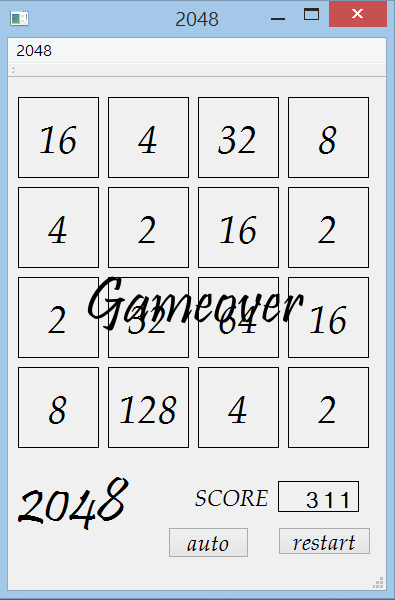 2048
2048
16 4 32 8
4 2 16 2
2 32 64 16
Gameover
8 128 4 2
2048
SCORE 311
auto restart